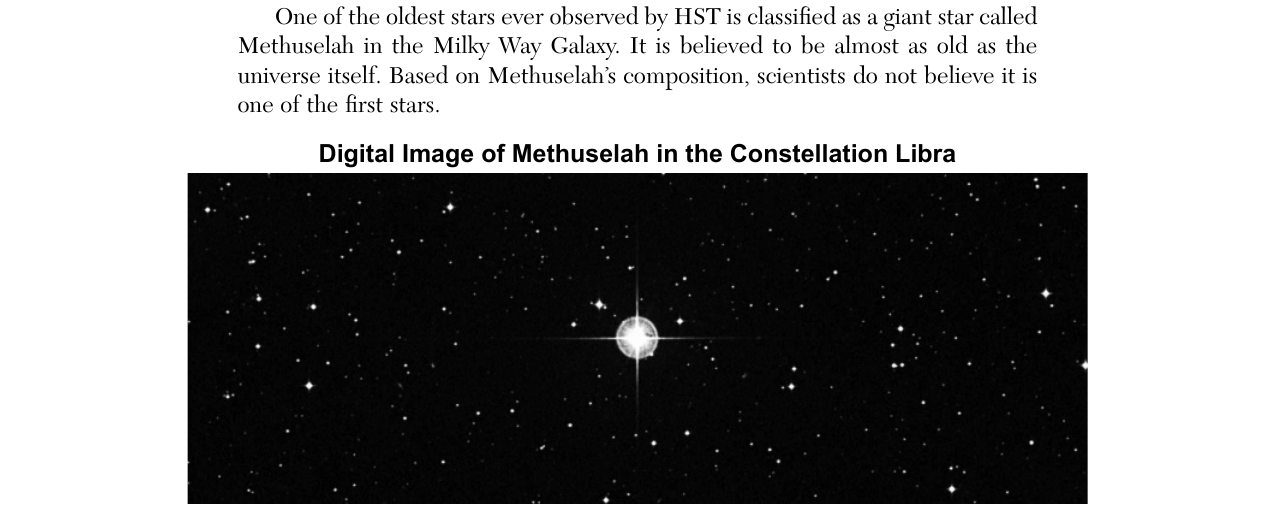 One of the oldest stars ever observed by HST is classified as a giant star called
Methuselah in the Milky Way Galaxy. It is believed to be almost as old as the
universe itself. Based on Methuselah’s composition, scientists do not believe it is
one of the first stars.
Digital Image of Methuselah in the Constellation Libra